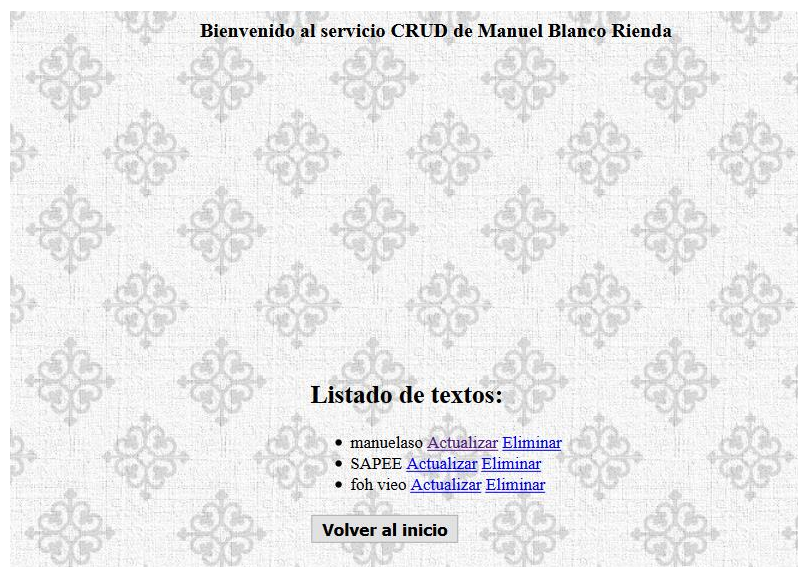 Bienvenido al servicio CRUD de Manuel Blanco Rienda
Listado de textos:
manuelaso Actualizar Eliminar
SAPEE Actualizar Eliminar
foh vieo Actualizar Eliminar
Volver al inicio